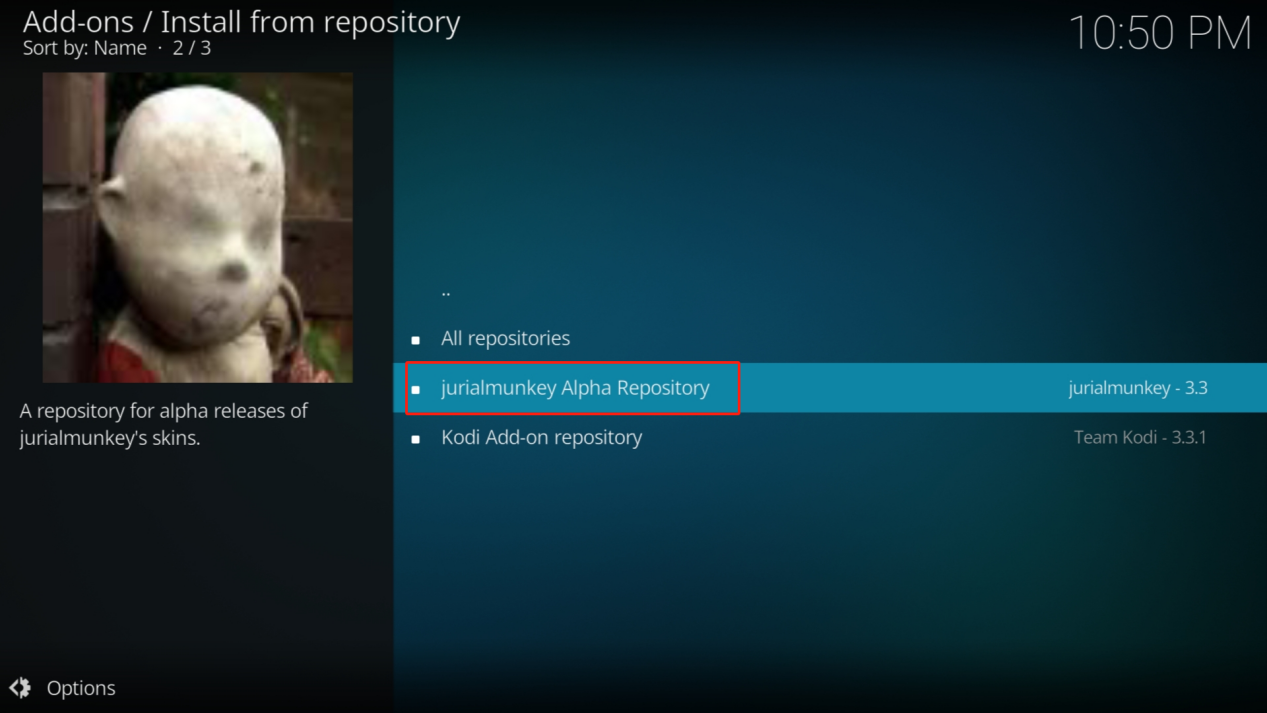 Add-ons / Install from repository
Sort by: Name · 2 / 3
10:50 PM
..
All repositories
jurialmunkey Alpha Repository
jurialmunkey - 3.3
Kodi Add-on repository
Team Kodi - 3.3.1
A repository for alpha releases of
jurialmunkey's skins.
Options